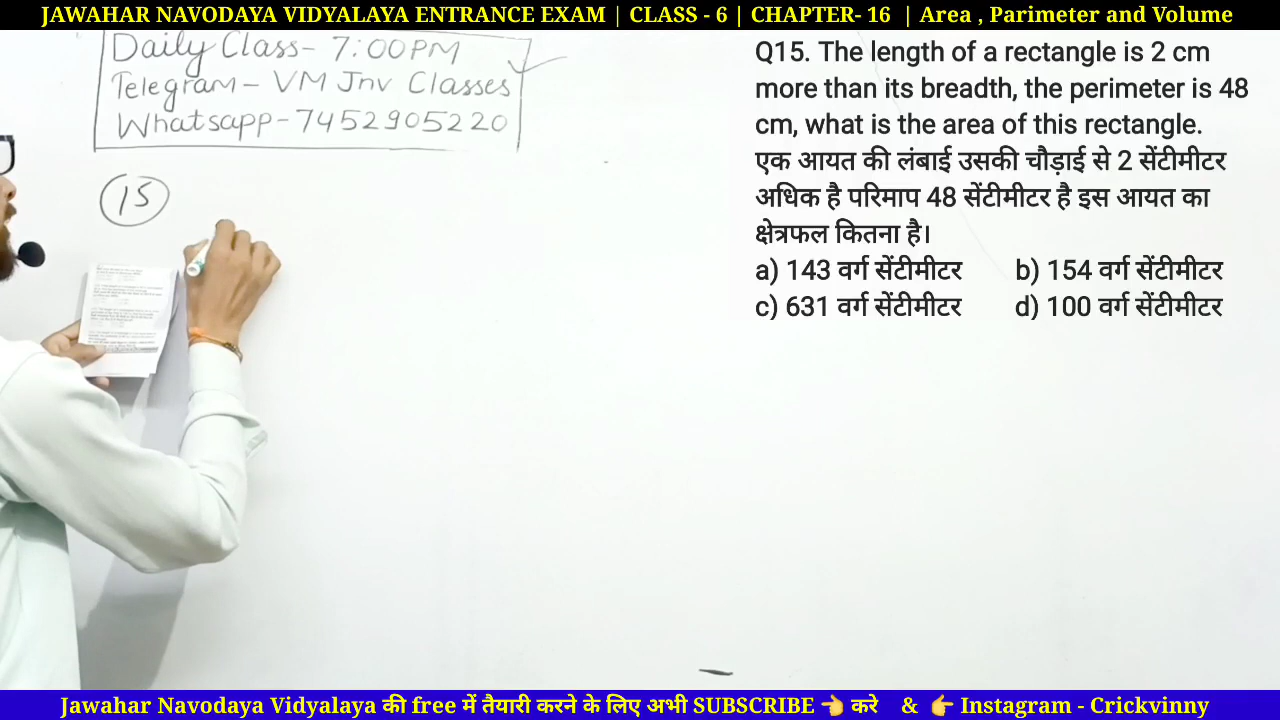 JAWAHAR NAVODAYA VIDYALAYA ENTRANCE EXAM | CLASS - 6 | CHAPTER- 16 | Area , Parimeter and Volume
Daily Class- 7:00PM
Telegram- VM Jnv Classes
Whatsapp-7452905220
15
Q15. The length of a rectangle is 2 cm
more than its breadth, the perimeter is 48
cm, what is the area of this rectangle.
एक आयत की लंबाई उसकी चौड़ाई से 2 सेंटीमीटर
अधिक है परिमाप 48 सेंटीमीटर है इस आयत का
क्षेत्रफल कितना है।
a) 143 वर्ग सेंटीमीटर b) 154 वर्ग सेंटीमीटर
c) 631 वर्ग सेंटीमीटर d) 100 वर्ग सेंटीमीटर
Jawahar Navodaya Vidyalaya की free में तैयारी करने के लिए अभी SUBSCRIBE 👈 करे & 👉 Instagram - Crickvinny